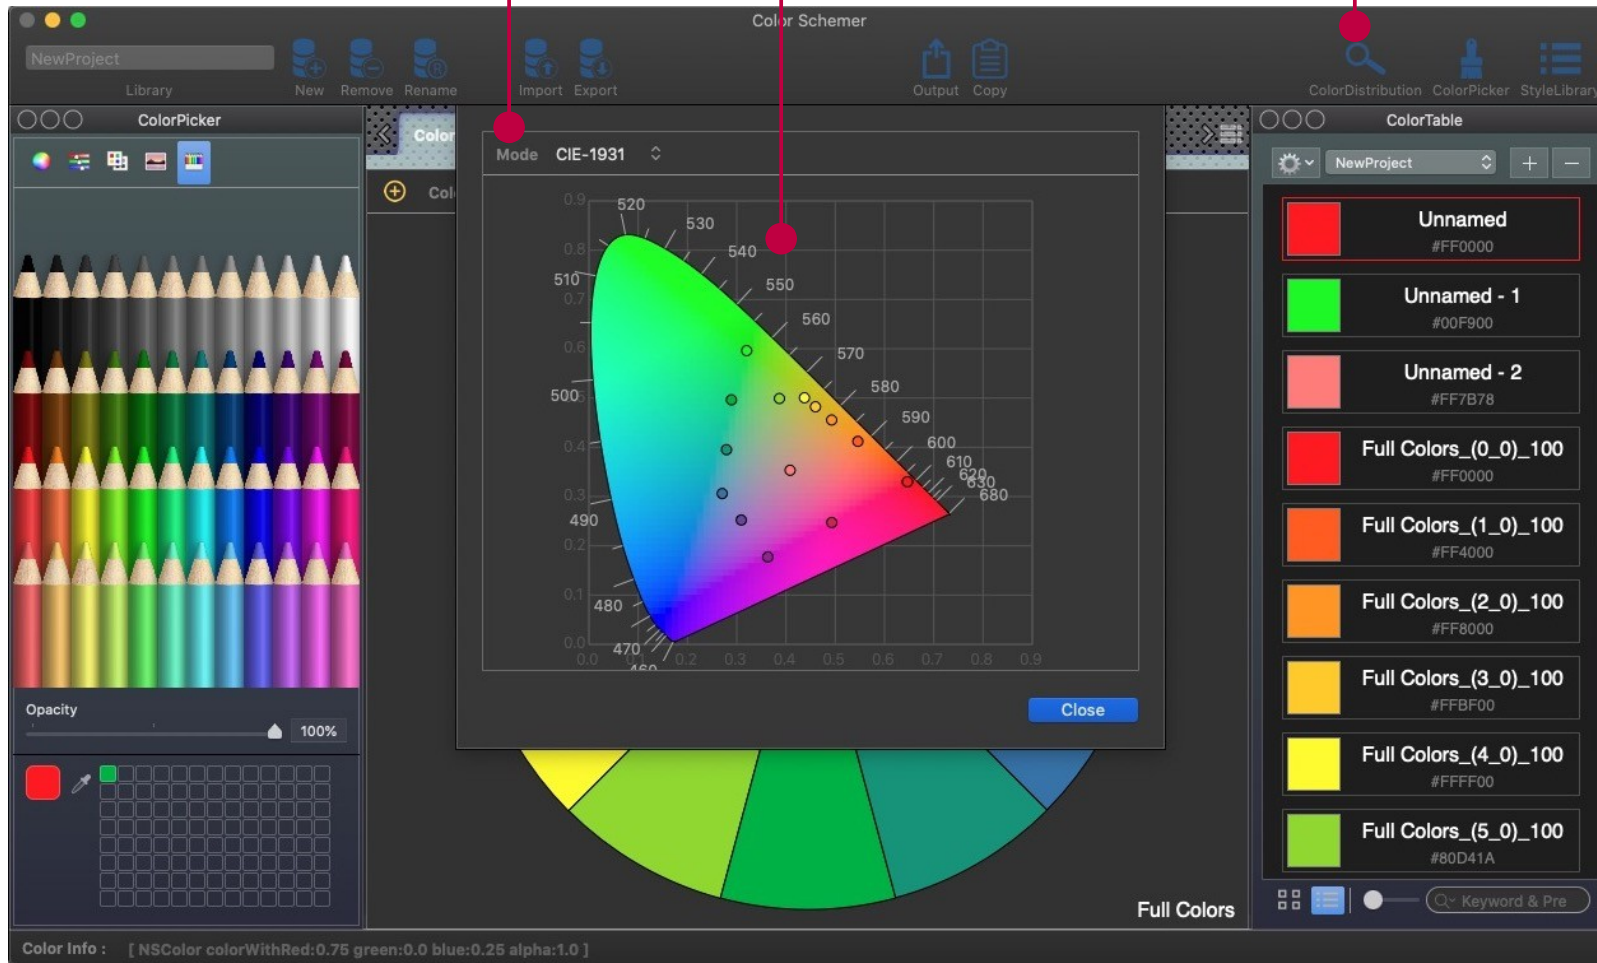 Color Schemer
NewProject
Library
New Remove Rename
Import Export
Output Copy
ColorDistribution ColorPicker StyleLibrary
ColorPicker
Opacity
100%
Color
Col
Mode CIE-1931
0.9
0.8
0.7
0.6
0.4
0.3
0.2
0.1
0.0
0.0 0.2 0.3 0.4 0.5 0.6 0.7 0.8 0.9
520
530
540
510
550
560
570
580
500
590
600
610
620
630
680
490
480
470
460
Close
Full Colors
ColorTable
NewProject
Unnamed
#FF0000
Unnamed - 1
#00F900
Unnamed - 2
#FF7B78
Full Colors_(0_0)_100
#FF0000
Full Colors_(1_0)_100
#FF4000
Full Colors_(2_0)_100
#FF8000
Full Colors_(3_0)_100
#FFBF00
Full Colors_(4_0)_100
#FFFF00
Full Colors_(5_0)_100
#80D41A
Keyword & Pre
Color Info : [ NSColor colorWithRed:0.75 green:0.0 blue:0.25 alpha:1.0 ]